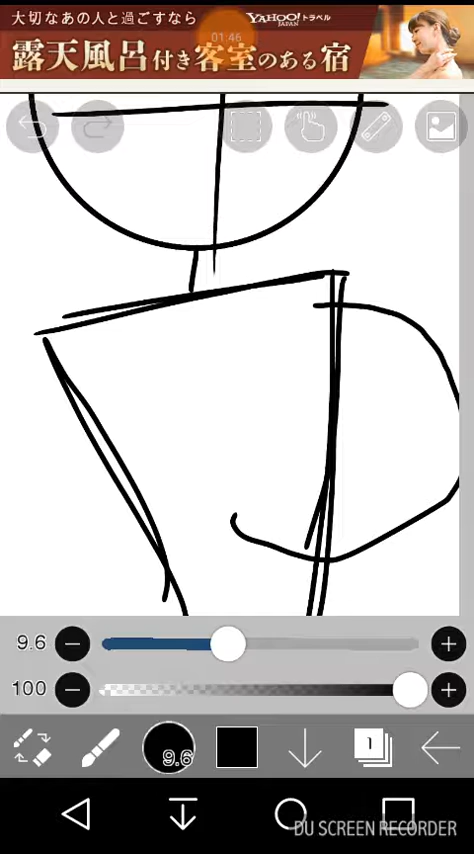 大切なあの人と過ごすなら
YAHOO! トラベル
JAPAN
01:46
露天風呂付き客室のある宿
9.6
100
9.6
1
DU SCREEN RECORDER